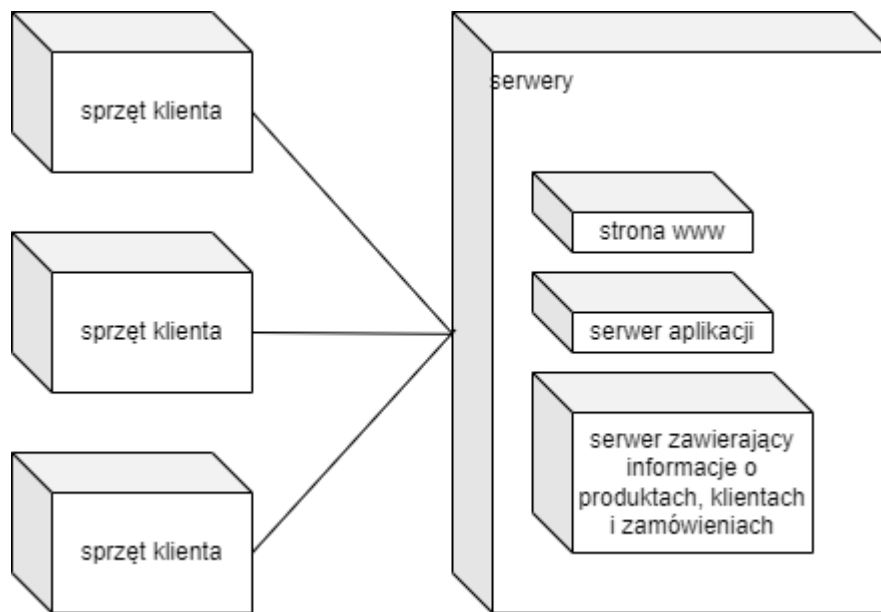 sprzęt klienta
sprzęt klienta
sprzęt klienta
serwery
strona www
serwer aplikacji
serwer zawierający
informacje o
produktach, klientach
i zamówieniach